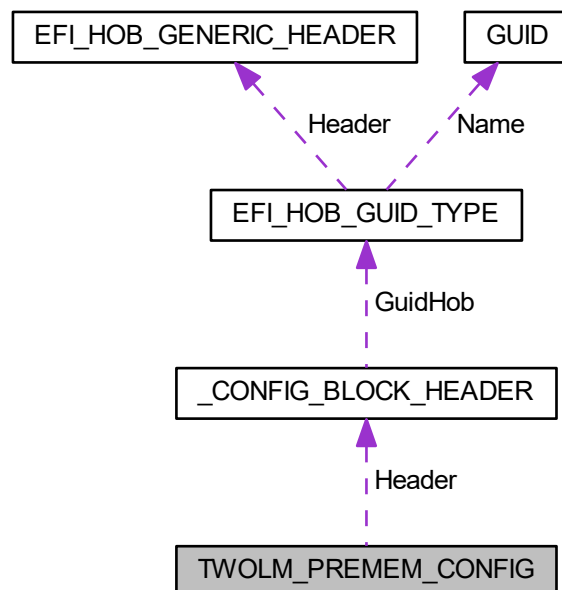 EFI_HOB_GENERIC_HEADER
GUID
Header
Name
EFI_HOB_GUID_TYPE
GuidHob
_CONFIG_BLOCK_HEADER
Header
TWOLM_PREMEM_CONFIG